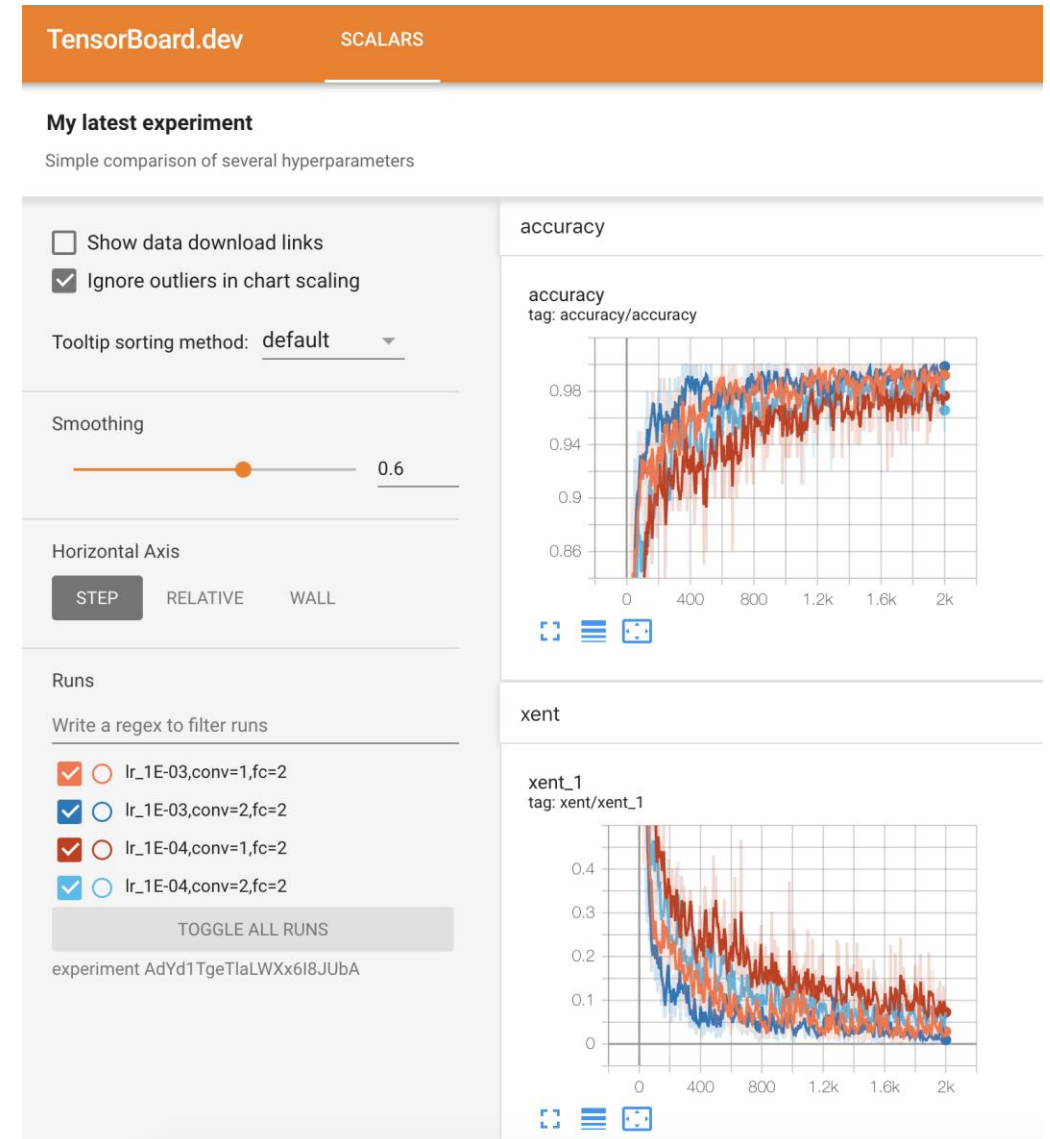 TensorBoard.dev SCALARS
My latest experiment
Simple comparison of several hyperparameters
Show data download links
Ignore outliers in chart scaling
Tooltip sorting method: default
Smoothing
0.6
Horizontal Axis
STEP RELATIVE WALL
Runs
Write a regex to filter runs
lr_1E-03,conv=1,fc=2
lr_1E-03,conv=2,fc=2
lr_1E-04,conv=1,fc=2
lr_1E-04,conv=2,fc=2
TOGGLE ALL RUNS
experiment AdYd1TgeTlaLWXx6I8JUbA
accuracy
accuracy
tag: accuracy/accuracy
0.98
0.94
0.9
0.86
0 400 800 1.2k 1.6k 2k
xent
xent_1
tag: xent/xent_1
0.4
0.3
0.2
0.1
0
0 400 800 1.2k 1.6k 2k